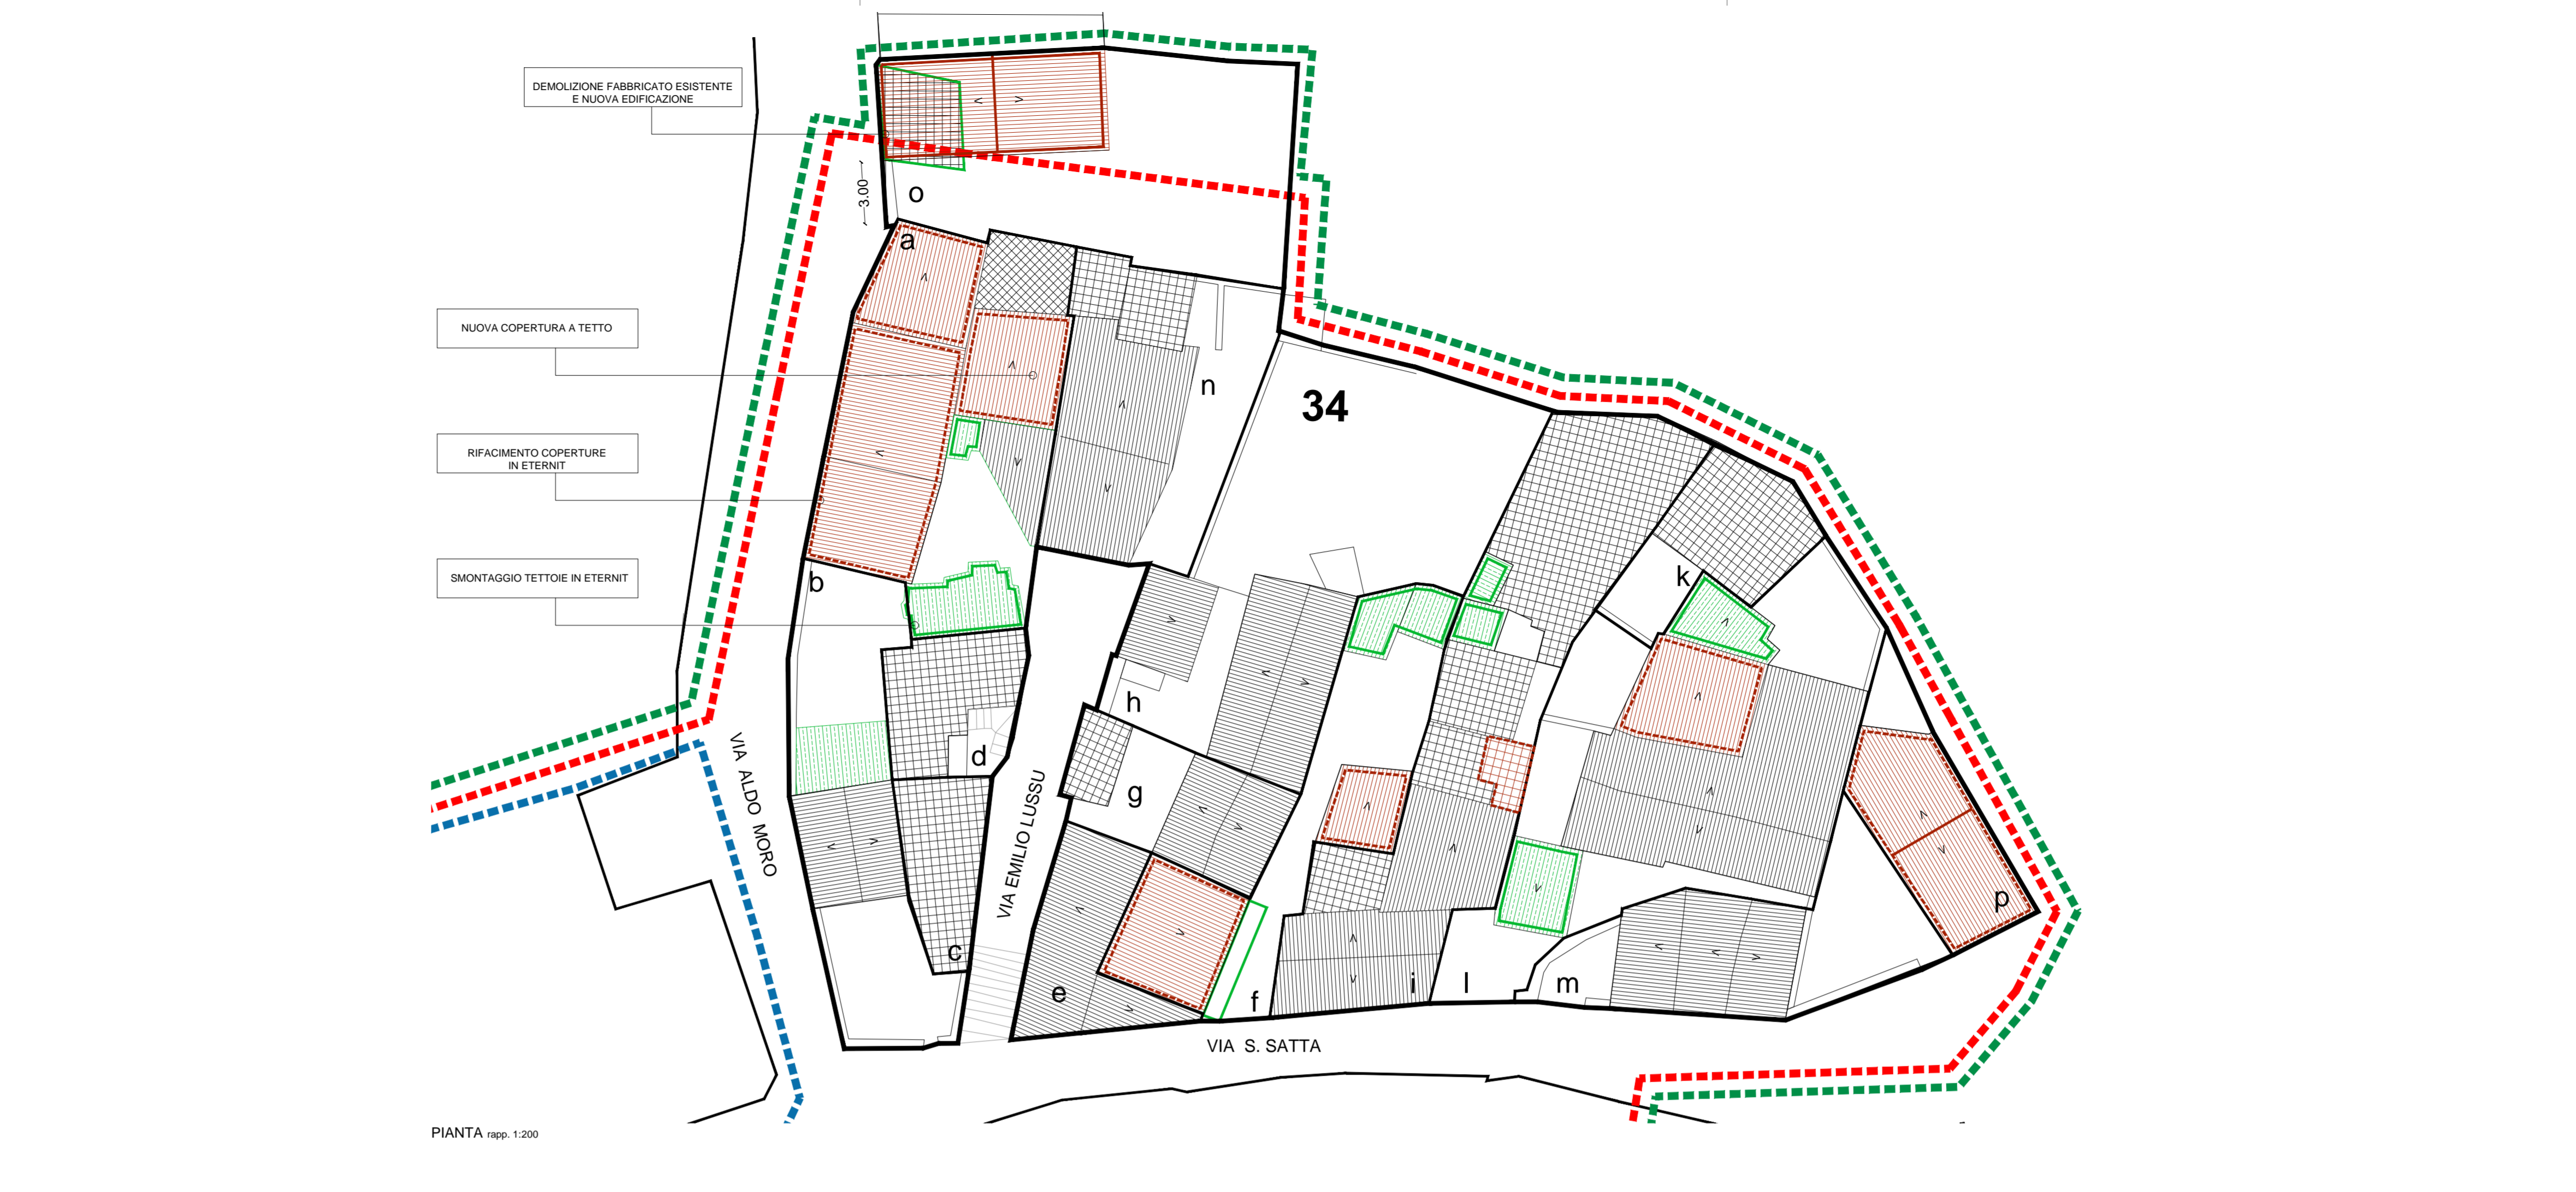 DEMOLIZIONE FABBRICATO ESISTENTE
E NUOVA EDIFICAZIONE
3.00
o
a
NUOVA COPERTURA A TETTO
n
34
RIFACIMENTO COPERTURE
IN ETERNIT
SMONTAGGIO TETTOIE IN ETERNIT
b
k
h
d
g
VIA ALDO MORO
VIA EMILIO LUSSU
c
e
f
i
l
m
p
VIA S. SATTA
PIANTA rapp. 1:200